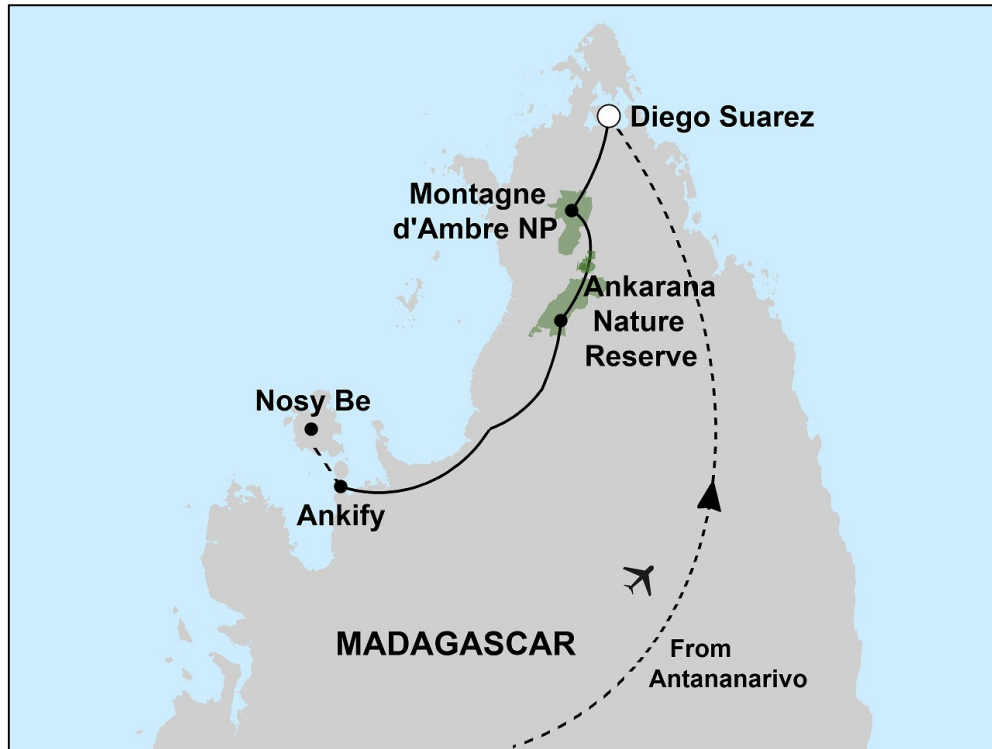 Diego Suarez
Montagne
d'Ambre NP
Ankarana
Nature
Reserve
Nosy Be
Ankify
MADAGASCAR
From
Antananarivo